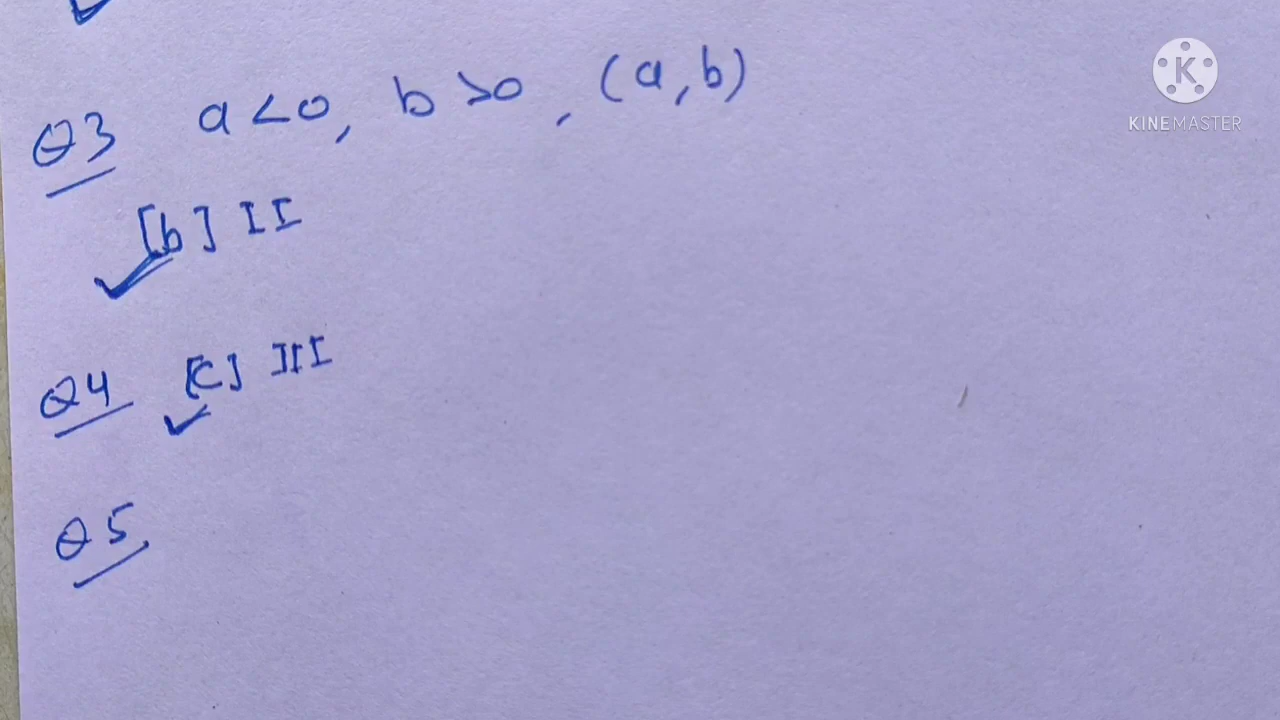 Q3 a<0, b>0, (a,b)
[b] II
Q4 [c] III
Q5
K
KINEMASTER